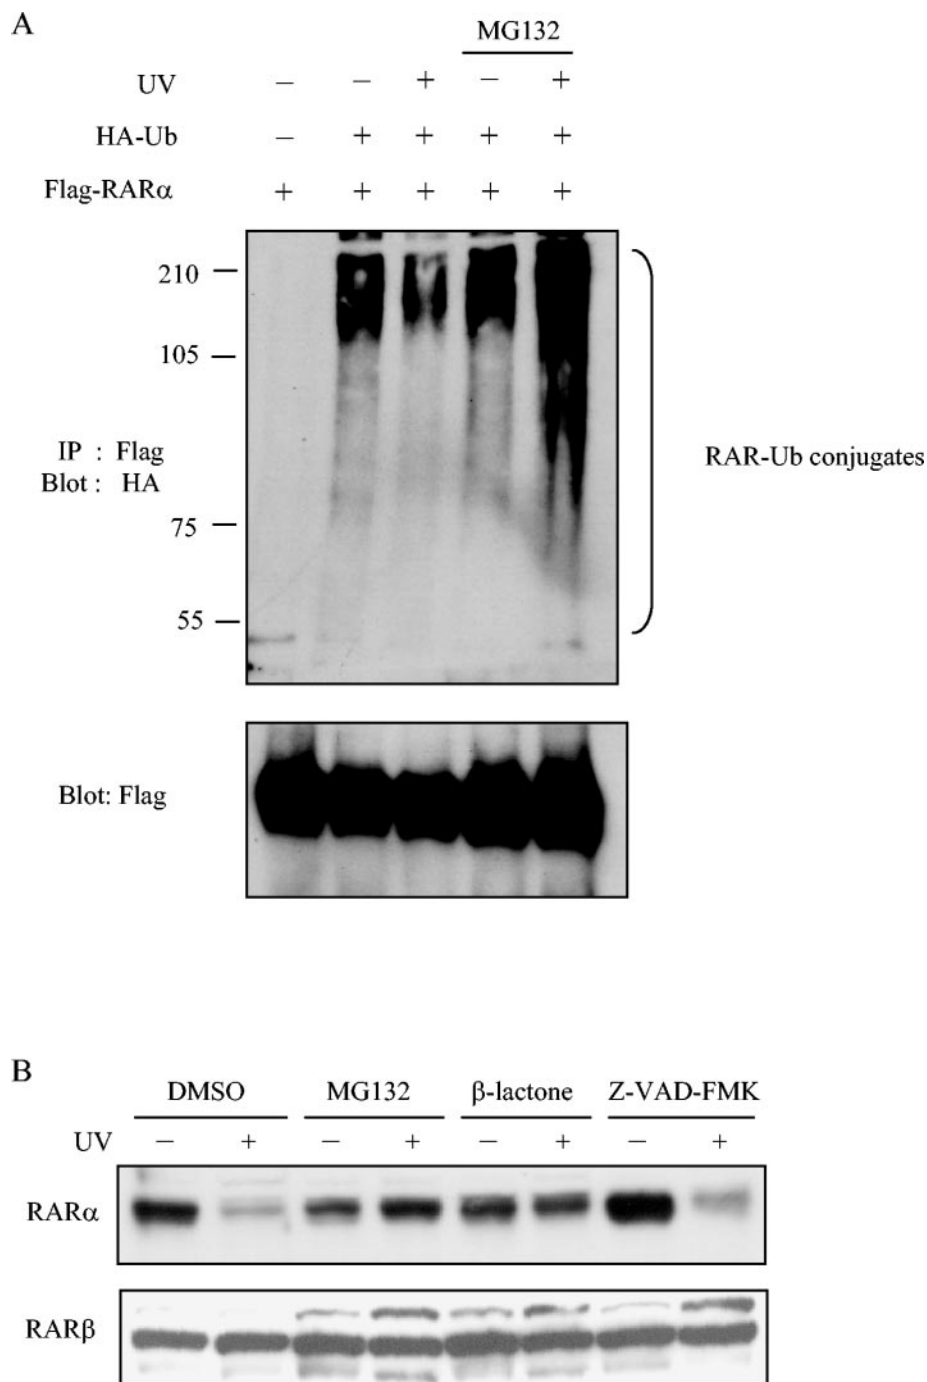 A
MG132
UV – – + – +
HA-Ub – + + + +
Flag-RARα + + + + +
210
105
IP : Flag
Blot : HA
RAR-Ub conjugates
75
55
Blot: Flag
B
DMSO MG132 β-lactone Z-VAD-FMK
UV – + – + – + – +
RARα
RARβ